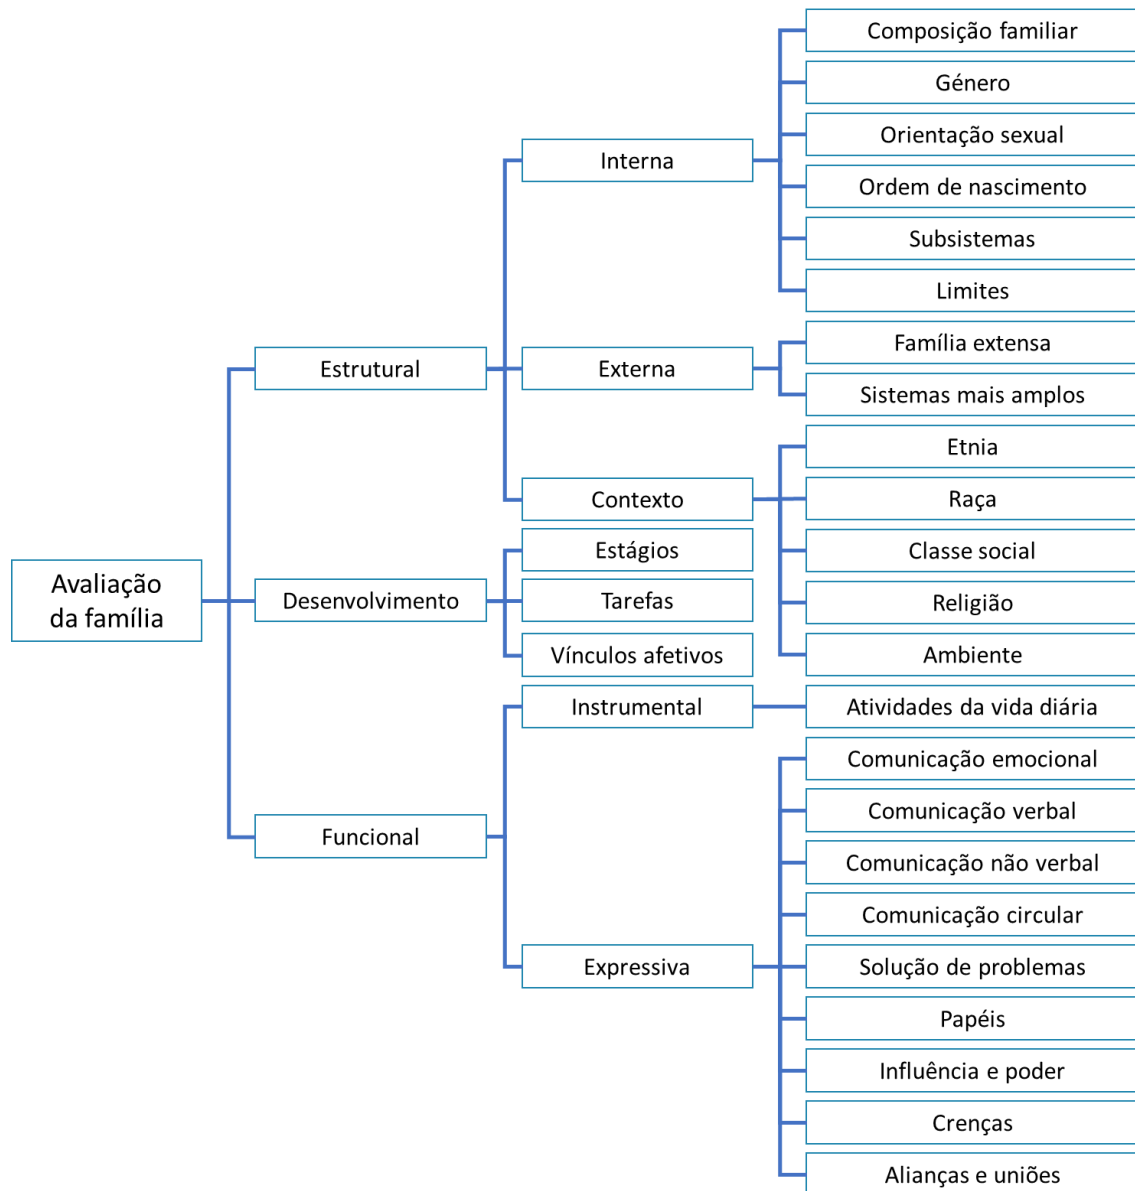 Avaliação
da família
Estrutural
Interna
Composição familiar
Género
Orientação sexual
Ordem de nascimento
Subsistemas
Limites
Externa
Família extensa
Sistemas mais amplos
Contexto
Etnia
Raça
Classe social
Religião
Ambiente
Desenvolvimento
Estágios
Tarefas
Vínculos afetivos
Funcional
Instrumental
Atividades da vida diária
Expressiva
Comunicação emocional
Comunicação verbal
Comunicação não verbal
Comunicação circular
Solução de problemas
Papéis
Influência e poder
Crenças
Alianças e uniões